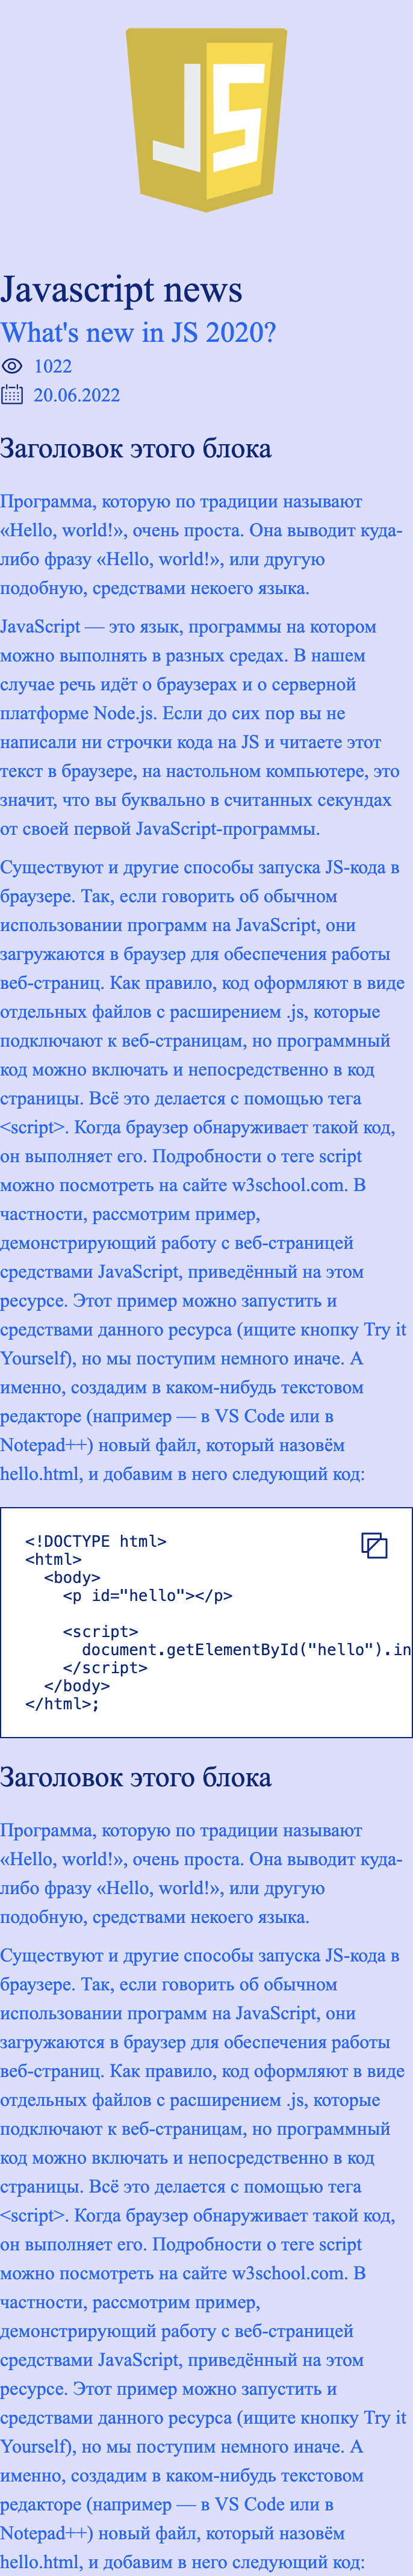 JS
Javascript news
What's new in JS 2020?
1022
20.06.2022
Заголовок этого блока
Программа, которую по традиции называют
«Hello, world!», очень проста. Она выводит куда-
либо фразу «Hello, world!», или другую
подобную, средствами некоего языка.
JavaScript — это язык, программы на котором
можно выполнять в разных средах. В нашем
случае речь идёт о браузерах и о серверной
платформе Node.js. Если до сих пор вы не
написали ни строчки кода на JS и читаете этот
текст в браузере, на настольном компьютере, это
значит, что вы буквально в считанных секундах
от своей первой JavaScript-программы.
Существуют и другие способы запуска JS-кода в
браузере. Так, если говорить об обычном
использовании программ на JavaScript, они
загружаются в браузер для обеспечения работы
веб-страниц. Как правило, код оформляют в виде
отдельных файлов с расширением .js, которые
подключают к веб-страницам, но программный
код можно включать и непосредственно в код
страницы. Всё это делается с помощью тега
<script>. Когда браузер обнаруживает такой код,
он выполняет его. Подробности о теге script
можно посмотреть на сайте w3school.com. В
частности, рассмотрим пример,
демонстрирующий работу с веб-страницей
средствами JavaScript, приведённый на этом
ресурсе. Этот пример можно запустить и
средствами данного ресурса (ищите кнопку Try it
Yourself), но мы поступим немного иначе. А
именно, создадим в каком-нибудь текстовом
редакторе (например — в VS Code или в
Notepad++) новый файл, который назовём
hello.html, и добавим в него следующий код:
<!DOCTYPE html>
<html>
<body>
<p id="hello"></p>
<script>
document.getElementById("hello").in
</script>
</body>
</html>;
Заголовок этого блока
Программа, которую по традиции называют
«Hello, world!», очень проста. Она выводит куда-
либо фразу «Hello, world!», или другую
подобную, средствами некоего языка.
Существуют и другие способы запуска JS-кода в
браузере. Так, если говорить об обычном
использовании программ на JavaScript, они
загружаются в браузер для обеспечения работы
веб-страниц. Как правило, код оформляют в виде
отдельных файлов с расширением .js, которые
подключают к веб-страницам, но программный
код можно включать и непосредственно в код
страницы. Всё это делается с помощью тега
<script>. Когда браузер обнаруживает такой код,
он выполняет его. Подробности о теге script
можно посмотреть на сайте w3school.com. В
частности, рассмотрим пример,
демонстрирующий работу с веб-страницей
средствами JavaScript, приведённый на этом
ресурсе. Этот пример можно запустить и
средствами данного ресурса (ищите кнопку Try it
Yourself), но мы поступим немного иначе. А
именно, создадим в каком-нибудь текстовом
редакторе (например — в VS Code или в
Notepad++) новый файл, который назовём
hello.html, и добавим в него следующий код: